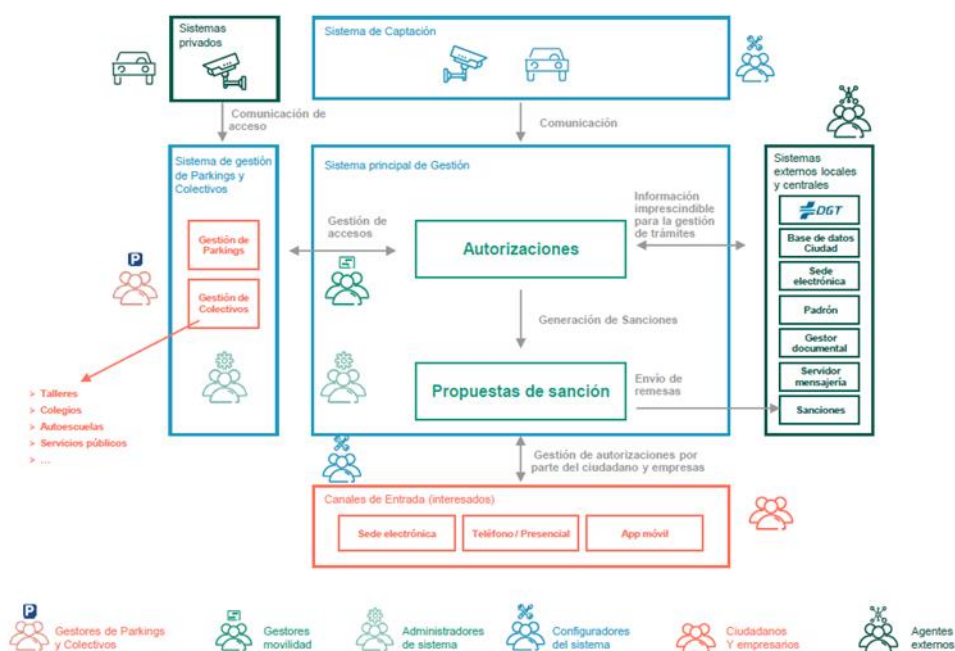 Sistemas
privados
Sistema de Captación
Comunicación de
acceso
Comunicación
Sistema de gestión
de Parkings y
Colectivos
Gestión de
Parkings
Gestión de
Colectivos
> Talleres
> Colegios
> Autoescuelas
> Servicios públicos
> ...
P
Gestión de
accesos
Sistema principal de Gestión
Autorizaciones
Generación de Sanciones
Propuestas de sanción
Información
imprescindible
para la gestión
de trámites
Envío de
remesas
Sistemas
externos locales
y centrales
DGT
Base de datos
Ciudad
Sede
electrónica
Padrón
Gestor
documental
Servidor
mensajería
Sanciones
Gestión de autorizaciones por
parte del ciudadano y empresas
Canales de Entrada (interesados)
Sede electrónica
Teléfono / Presencial
App móvil
P
Gestores de Parkings
y Colectivos
Gestores
movilidad
Administradores
de sistema
Configuradores
del sistema
Ciudadanos
Y empresarios
Agentes
externos